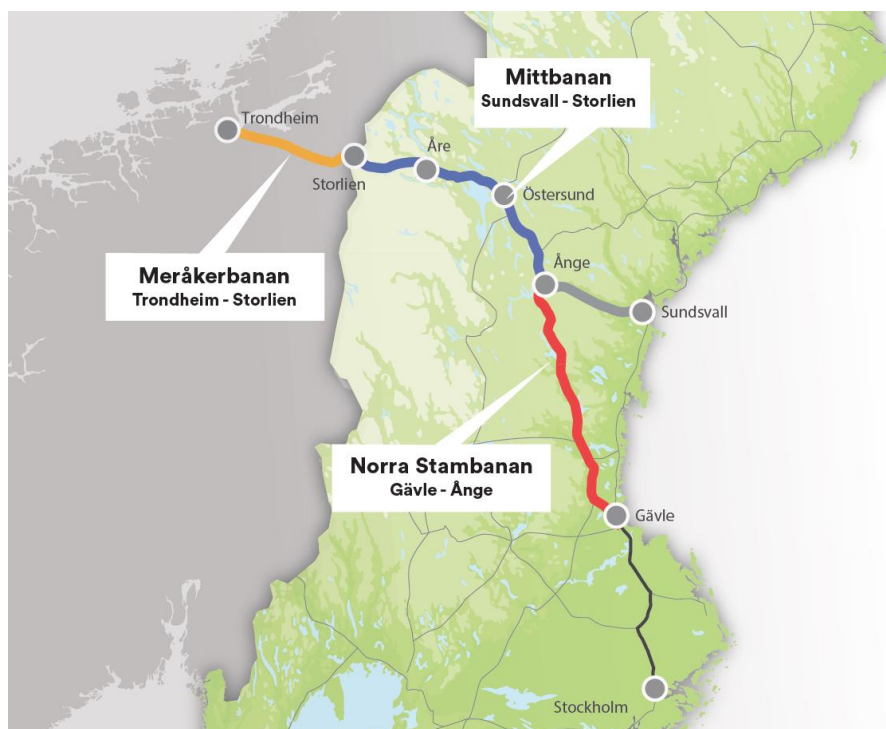 Mittbanan
Sundsvall - Storlien
Trondheim
Åre
Storlien
Östersund
Meråkerbanan
Trondheim - Storlien
Ånge
Sundsvall
Norra Stambanan
Gävle - Ånge
Gävle
Stockholm